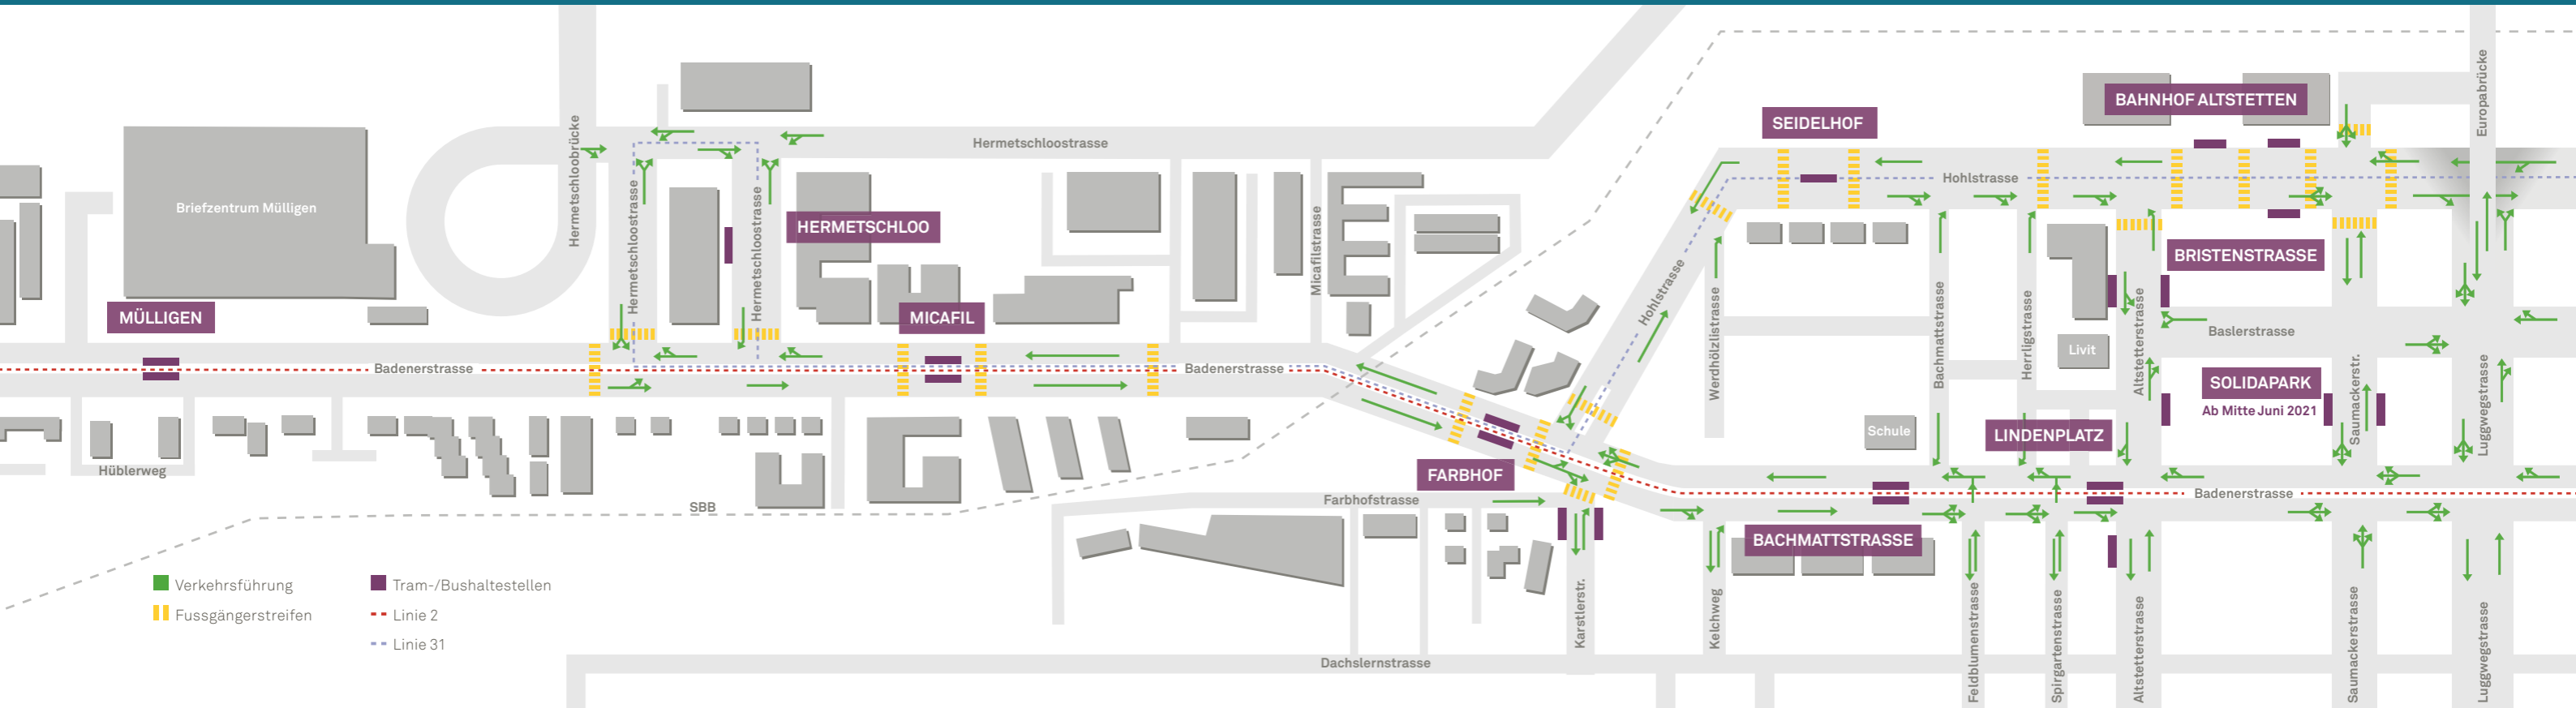 Europabrücke
BAHNHOF ALTSTETTEN
SEIDELHOF
Hermetschloobrücke
Hermetschloostrasse
Hohlstrasse
Briefzentrum Mülligen
Hermetschloostrasse
Hermetschloostrasse
HERMETSCHLOO
Micafilstrasse
BRISTENSTRASSE
Hohlstrasse
MÜLLIGEN
MICAFIL
Werdhölzlistrasse
Bachmattstrasse
Herrligstrasse
Altstetterstrasse
Baslerstrasse
Livit
Badenerstrasse
Badenerstrasse
SOLIDAPARK
Ab Mitte Juni 2021
Saumackerstr.
Luggwegstrasse
Schule
LINDENPLATZ
Hüblerweg
FARBHOF
Farbhofstrasse
Badenerstrasse
SBB
BACHMATTSTRASSE
Verkehrsführung
Fussgängerstreifen
Tram-/Bushaltestellen
Linie 2
Linie 31
Karstlerstr.
Kelchweg
Feldblumenstrasse
Spirgartenstrasse
Altstetterstrasse
Saumackerstrasse
Luggwegstrasse
Dachslernstrasse